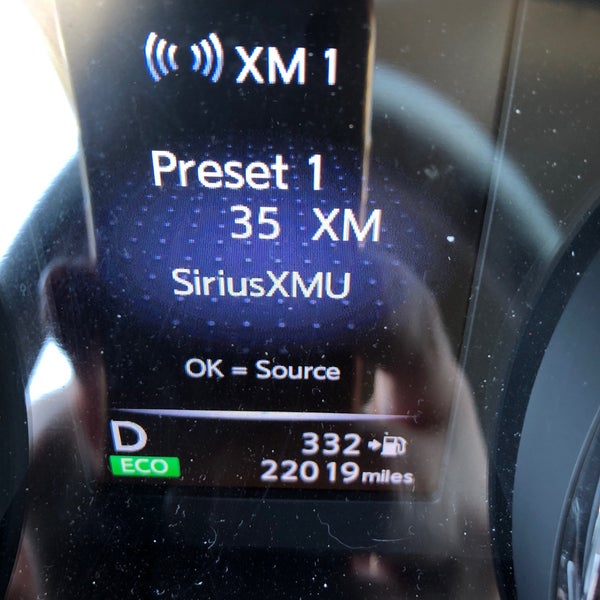 XM 1
Preset 1
35 XM
SiriusXMU
OK = Source
D
332
ECO
22019 miles